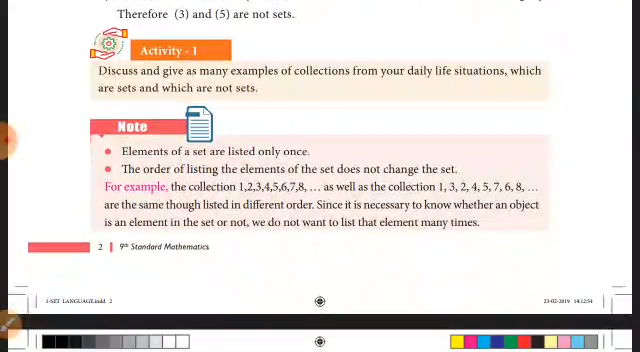 Therefore (3) and (5) are not sets.
Activity - 1
Discuss and give as many examples of collections from your daily life situations, which
are sets and which are not sets.
Note
• Elements of a set are listed only once.
• The order of listing the elements of the set does not change the set.
For example, the collection 1,2,3,4,5,6,7,8, … as well as the collection 1, 3, 2, 4, 5, 7, 6, 8, …
are the same though listed in different order. Since it is necessary to know whether an object
is an element in the set or not, we do not want to list that element many times.
2 | 9th Standard Mathematics
1-SET LANGUAGE.indd 2 23-02-2019 14:12:54